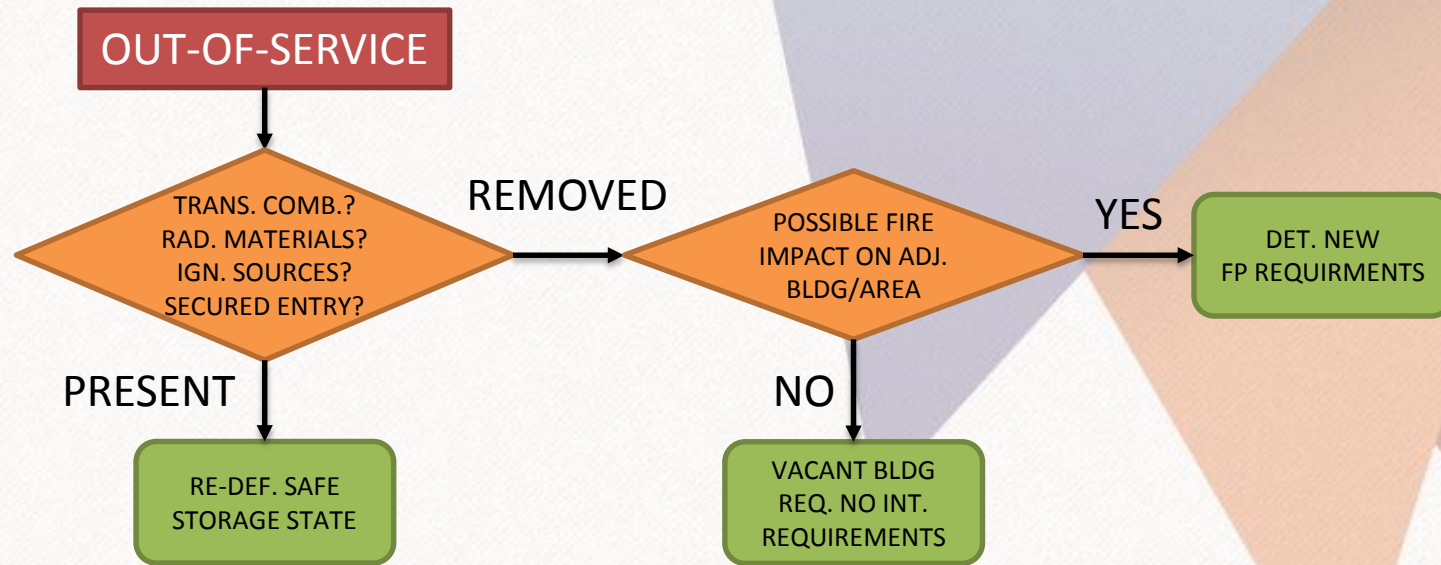 OUT-OF-SERVICE
TRANS. COMB.?
RAD. MATERIALS?
IGN. SOURCES?
SECURED ENTRY?
REMOVED
POSSIBLE FIRE
IMPACT ON ADJ.
BLDG/AREA
YES
DET. NEW
FP REQUIRMENTS
PRESENT
NO
RE-DEF. SAFE
STORAGE STATE
VACANT BLDG
REQ. NO INT.
REQUIREMENTS